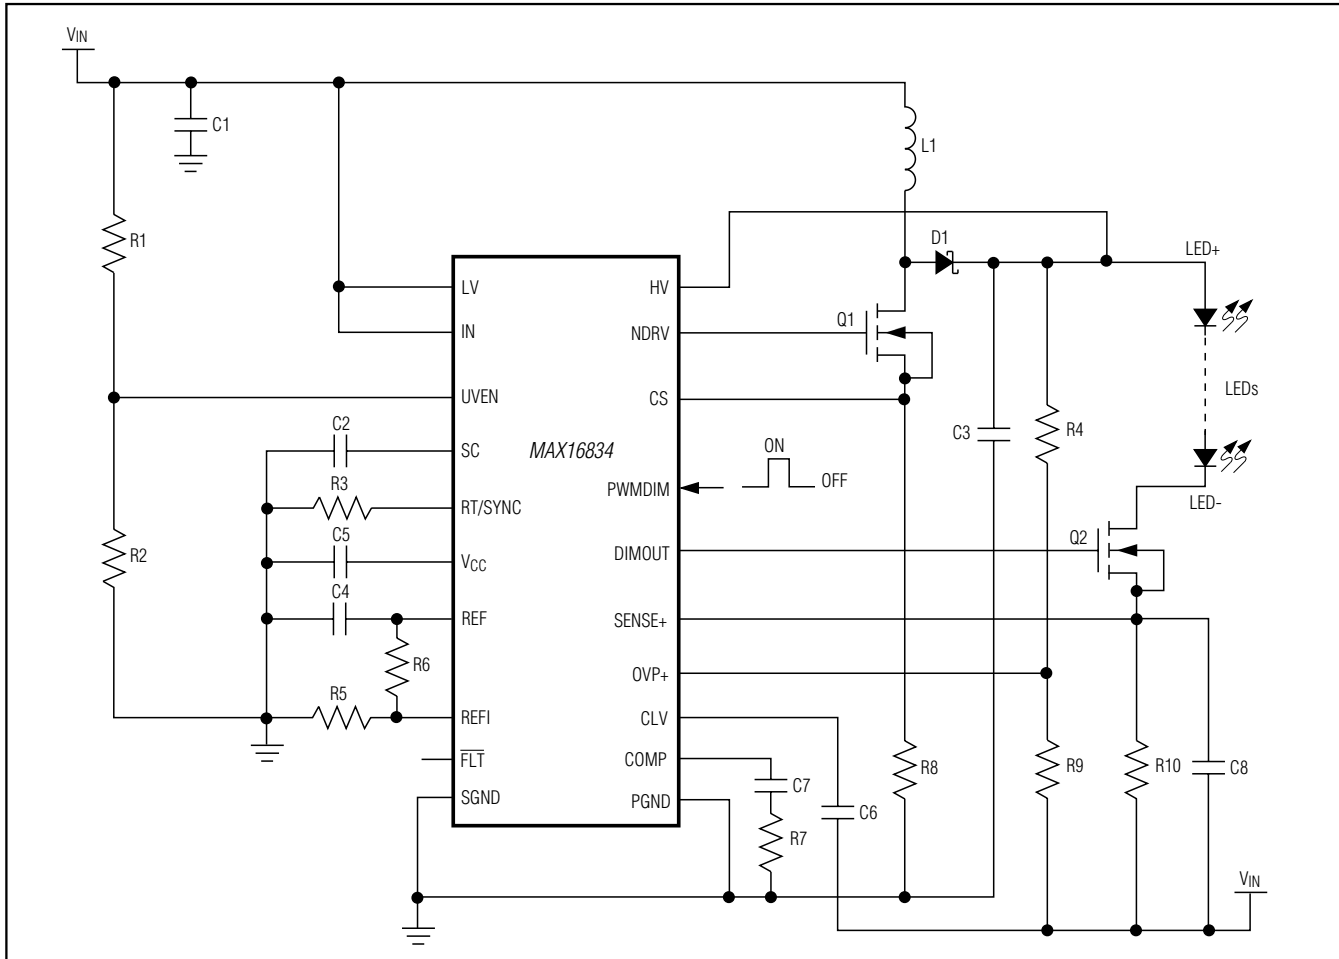 VIN
C1
L1
R1
D1
LED+
LV
HV
Q1
IN
NDRV
LEDs
UVEN
CS
C2
SC
MAX16834
ON
C3
R4
R3
PWMDIM
OFF
RT/SYNC
LED-
C5
R2
DIMOUT
Q2
VCC
C4
REF
SENSE+
R6
OVP+
R5
REFI
CLV
FLT
COMP
R8
R9
R10
C8
C7
SGND
PGND
C6
R7
VIN